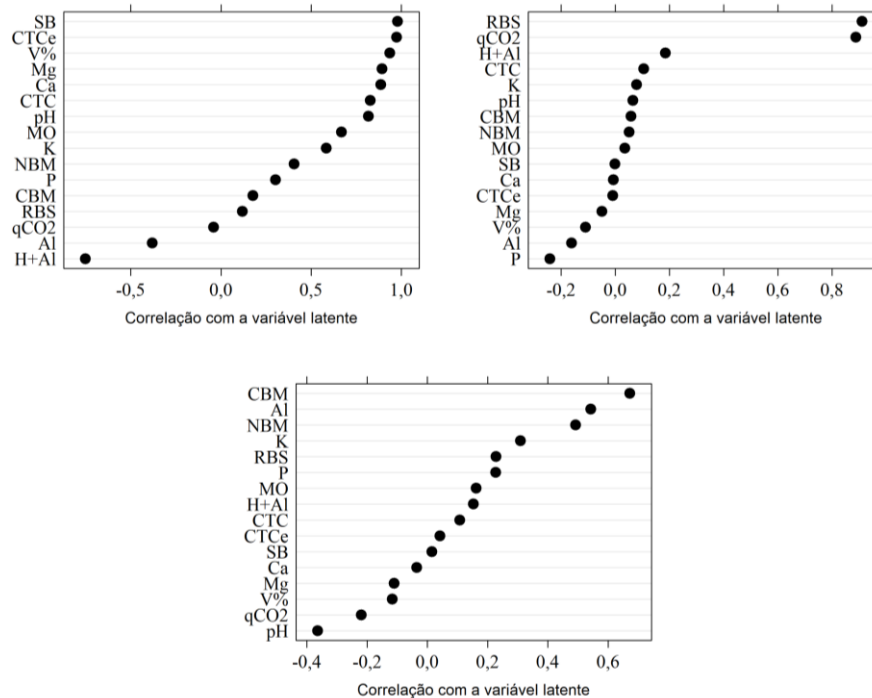 SB
CTCe
V%
Mg
Ca
CTC
pH
MO
K
NBM
P
CBM
RBS
qCO2
Al
H+Al
-0,5 0,0 0,5 1,0
Correlação com a variável latente
RBS
qCO2
H+Al
CTC
K
pH
CBM
NBM
MO
SB
Ca
CTCe
Mg
V%
Al
P
-0,2 0,0 0,2 0,4 0,6 0,8
Correlação com a variável latente
CBM
Al
NBM
K
RBS
P
MO
H+Al
CTC
CTCe
SB
Ca
Mg
V%
qCO2
pH
-0,4 -0,2 0,0 0,2 0,4 0,6
Correlação com a variável latente